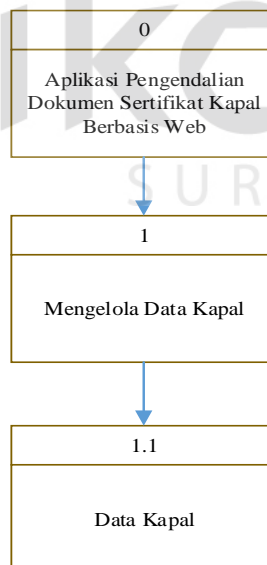 0
Aplikasi Pengendalian
Dokumen Sertifikat Kapal
Berbasis Web
S U R
1
Mengelola Data Kapal
1.1
Data Kapal